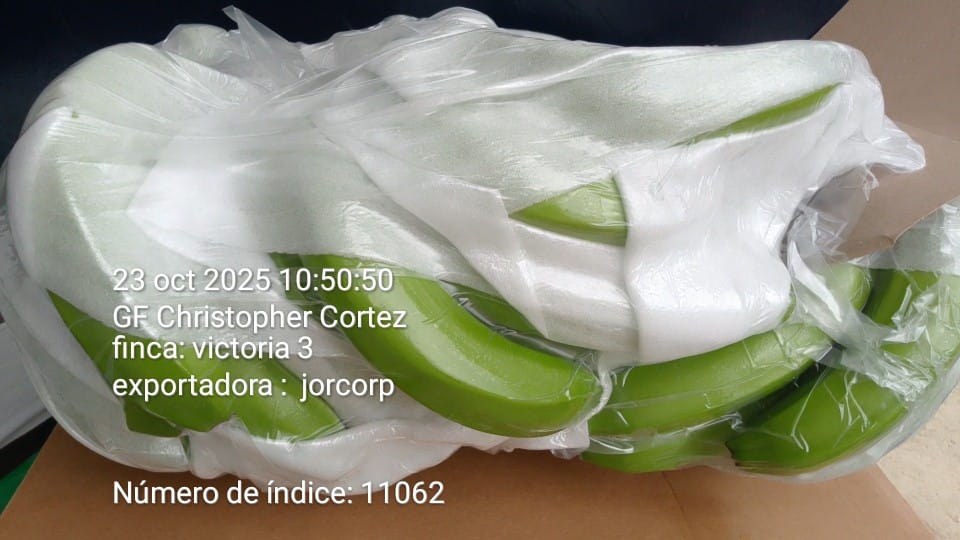 23 oct 2025 10:50:50
GF Christopher Cortez
finca: victoria 3
exportadora : jorcorp
Número de índice: 11062